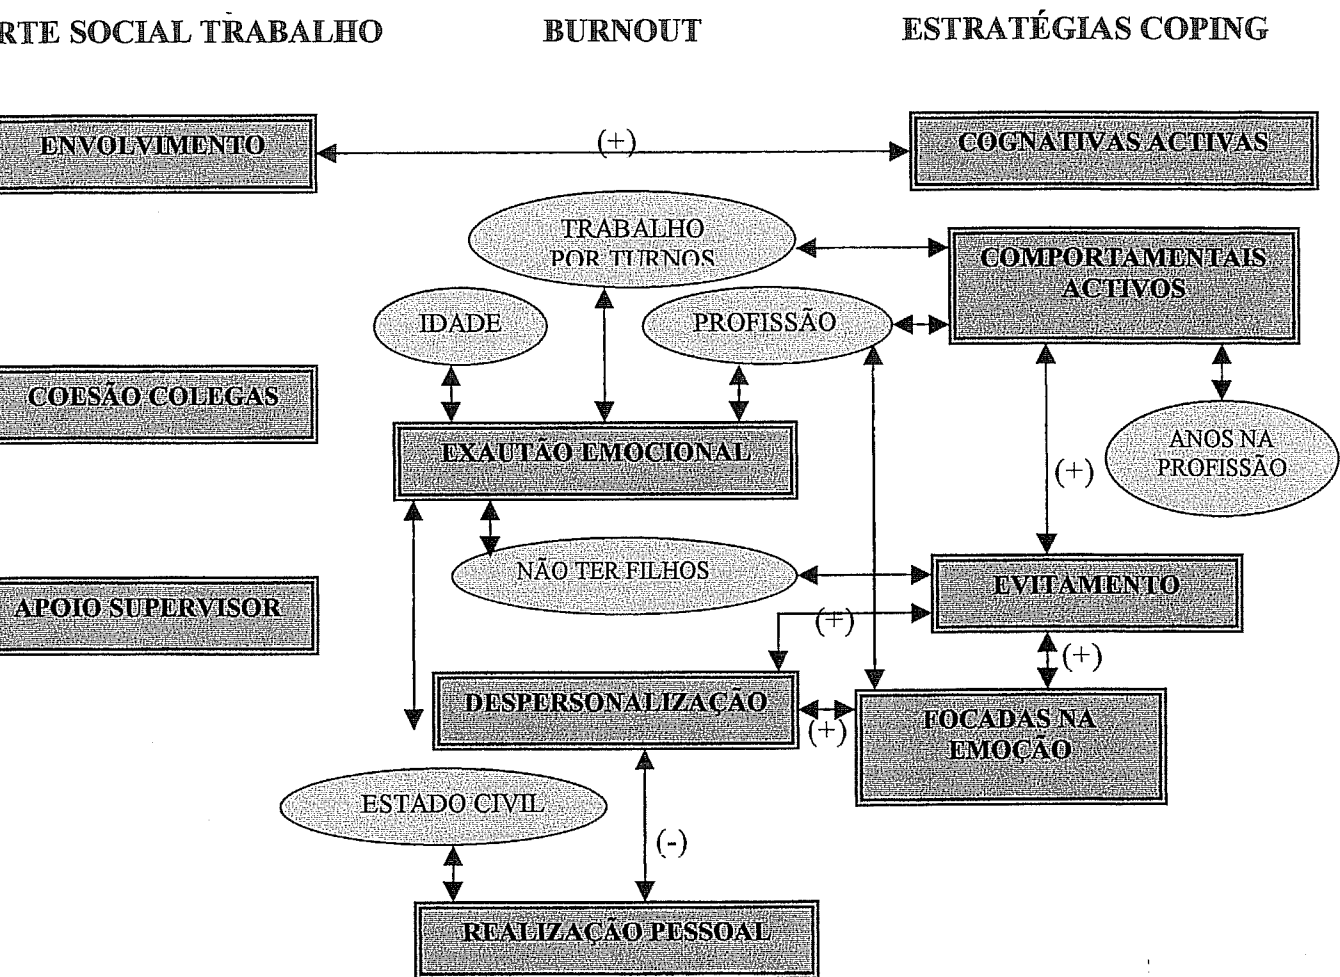 RTE SOCIAL TRABALHO
BURNOUT
ESTRATÉGIAS COPING
ENVOLVIMENTO
(+)
COGNATIVAS ACTIVAS
TRABALHO
POR TURNOS
COMPORTAMENTAIS
ACTIVOS
IDADE
PROFISSÃO
COESÃO COLEGAS
EXAUTÃO EMOCIONAL
ANOS NA
PROFISSÃO
(+)
NÃO TER FILHOS
EVITAMENTO
APOIO SUPERVISOR
(+)
(+)
DESPERSONALIZAÇÃO
(+)
FOCADAS NA
EMOÇÃO
ESTADO CIVIL
(-)
REALIZAÇÃO PESSOAL